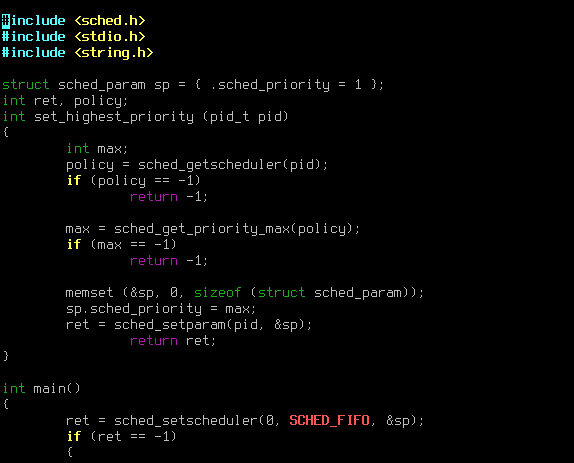 #include <sched.h>
#include <stdio.h>
#include <string.h>
struct sched_param sp = { .sched_priority = 1 };
int ret, policy;
int set_highest_priority (pid_t pid)
{
int max;
policy = sched_getscheduler(pid);
if (policy == -1)
return -1;
max = sched_get_priority_max(policy);
if (max == -1)
return -1;
memset (&sp, 0, sizeof (struct sched_param));
sp.sched_priority = max;
ret = sched_setparam(pid, &sp);
return ret;
}
int main()
{
ret = sched_setscheduler(0, SCHED_FIFO, &sp);
if (ret == -1)
{